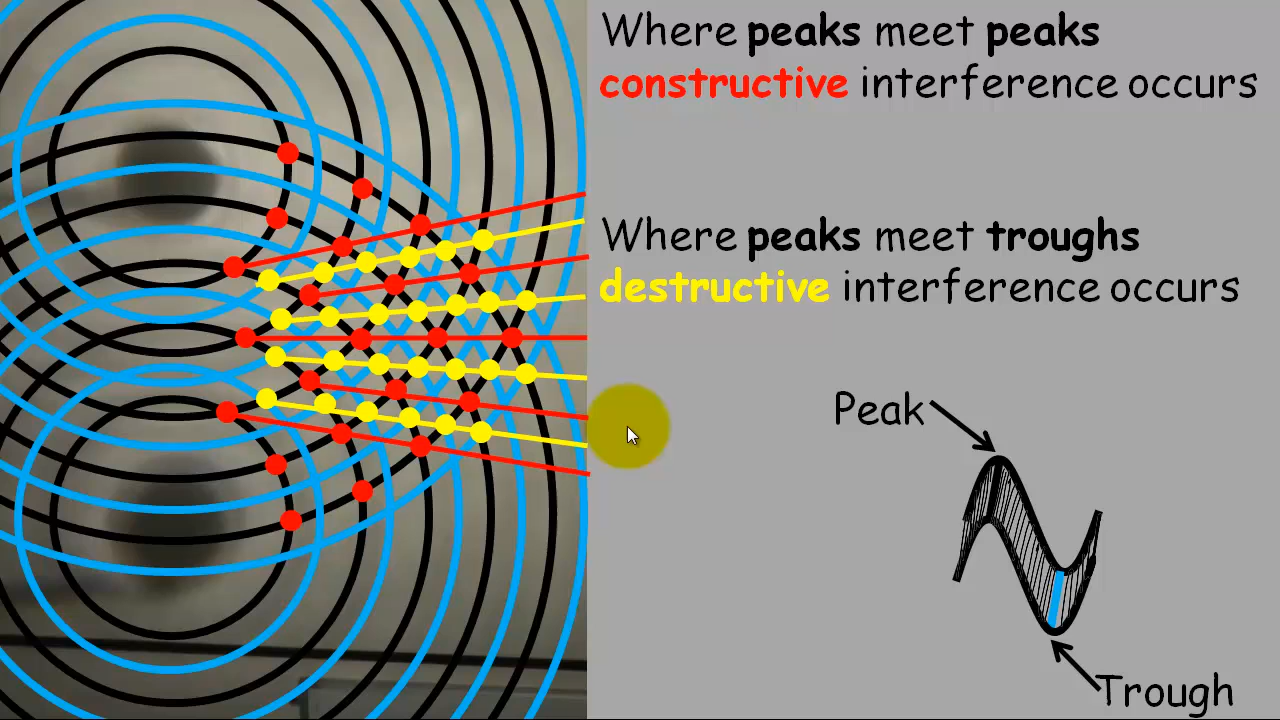 Where peaks meet peaks
constructive interference occurs
Where peaks meet troughs
destructive interference occurs
Peak
Trough